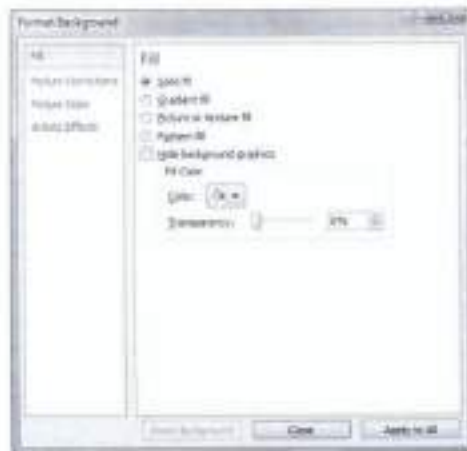 Format Background
Fill
Picture Corrections
Picture Color
Artistic Effects
Fill
Solid fill
Gradient fill
Picture or texture fill
Pattern fill
Hide background graphics
Fill Color
Color:
Transparency: 0%
Reset Background Close Apply to All